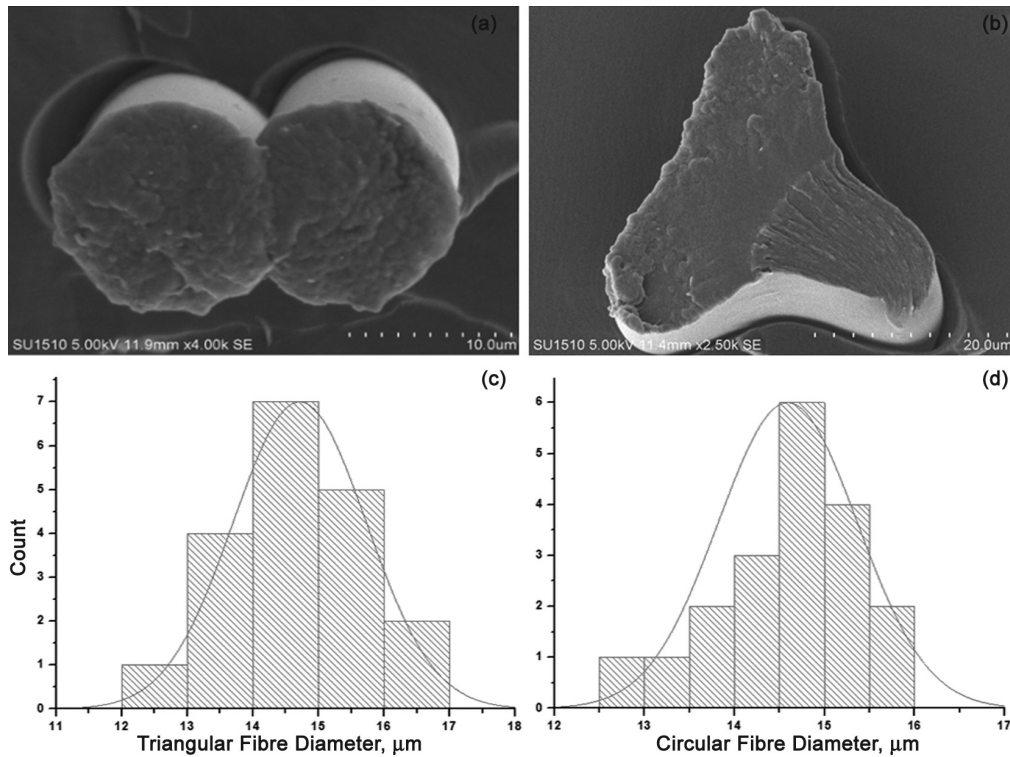 (a)
SU1510 5.00kV 11.9mm x4.00k SE 10.0um
(b)
SU1510 5.00kV 11.4mm x2.50k SE 20.0um
(c)
7
6
5
4
3
2
1
0
Count
11 12 13 14 15 16 17 18
Triangular Fibre Diameter, μm
(d)
6
5
4
3
2
1
0
12 13 14 15 16 17
Circular Fibre Diameter, μm